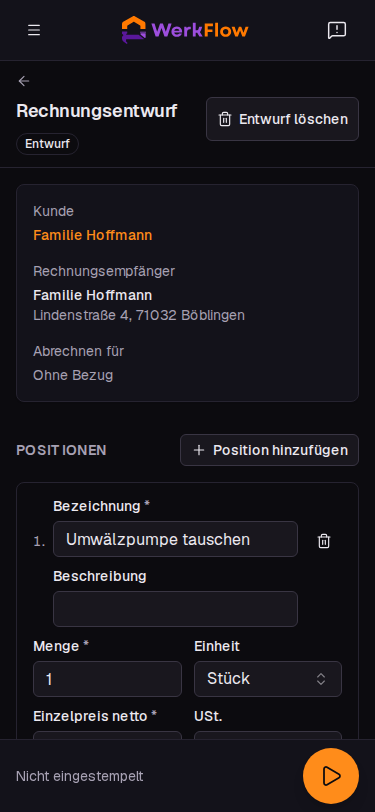 WerkFlow
Rechnungsentwurf
Entwurf löschen
Entwurf
Kunde
Familie Hoffmann
Rechnungsempfänger
Familie Hoffmann
Lindenstraße 4, 71032 Böblingen
Abrechnen für
Ohne Bezug
POSITIONEN
Position hinzufügen
Bezeichnung *
1.
Umwälzpumpe tauschen
Beschreibung
Menge *
Einheit
1
Stück
Einzelpreis netto *
USt.
Nicht eingestempelt